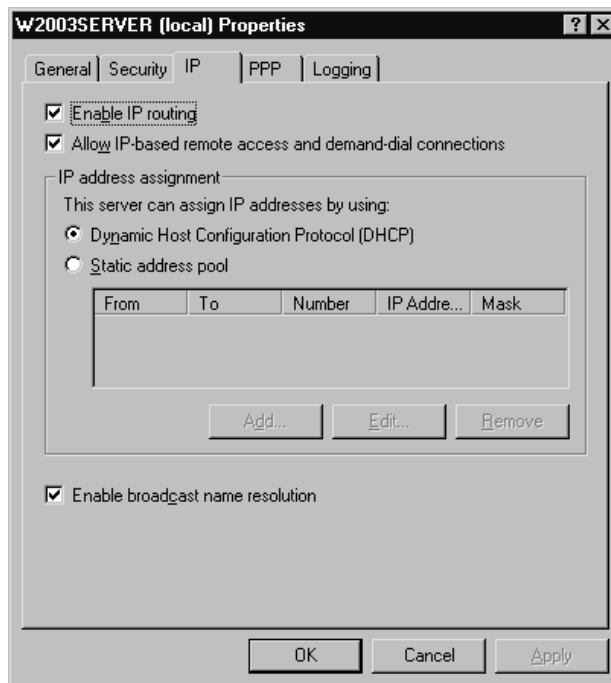 W2003SERVER (local) Properties
General Security IP PPP Logging
Enable IP routing
Allow IP-based remote access and demand-dial connections
IP address assignment
This server can assign IP addresses by using:
Dynamic Host Configuration Protocol (DHCP)
Static address pool
From To Number IP Addre... Mask
Add... Edit... Remove
Enable broadcast name resolution
OK Cancel Apply